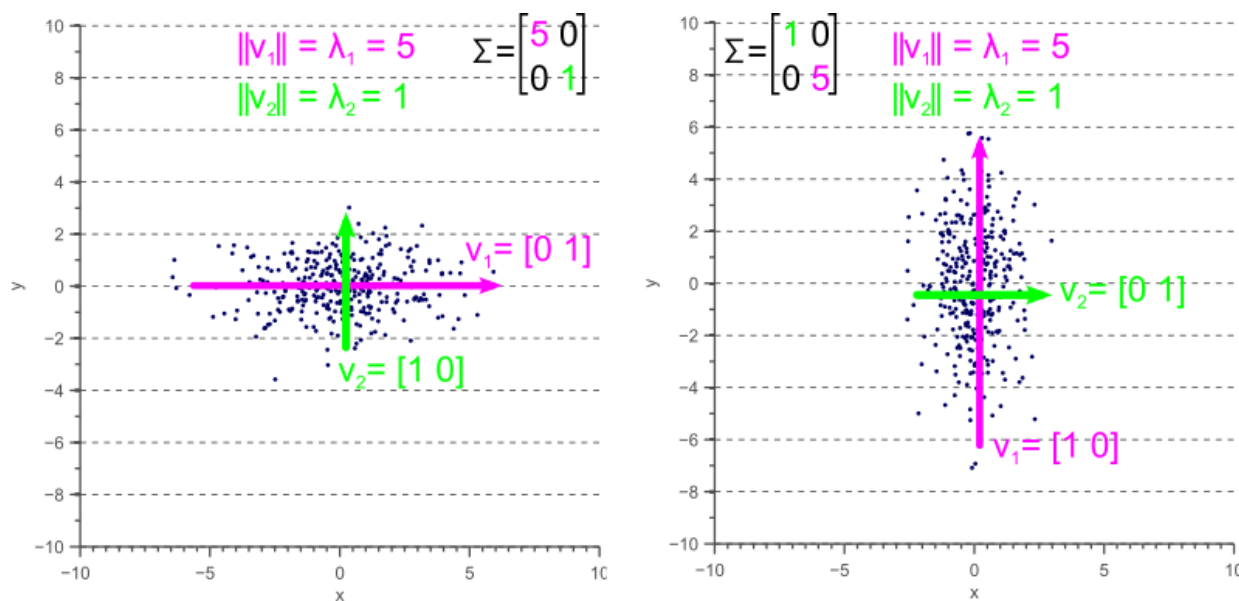 ‖v₁‖ = λ₁ = 5
‖v₂‖ = λ₂ = 1
Σ=[5 0
0 1]
10
8
6
4
2
0
−2
−4
−6
−8
−10
y
v₁= [0 1]
v₂= [1 0]
−10 −5 0 5 10
x
Σ=[1 0
0 5]
‖v₁‖ = λ₁ = 5
‖v₂‖ = λ₂ = 1
10
8
6
4
2
0
−2
−4
−6
−8
−10
y
v₂= [0 1]
v₁= [1 0]
−10 −5 0 5 10
x